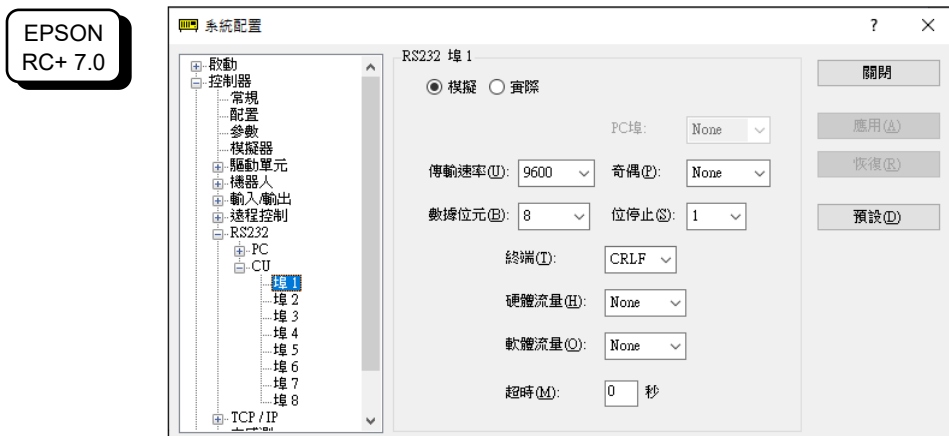 EPSON
RC+ 7.0
系統配置
?
啟動
控制器
常規
配置
參數
模擬器
驅動單元
機器人
輸入/輸出
遠程控制
RS232
PC
CU
埠 1
埠 2
埠 3
埠 4
埠 5
埠 6
埠 7
埠 8
TCP / IP
RS232 埠 1
模擬 實際
PC埠: None
傳輸速率(U): 9600 奇偶(P): None
數據位元(B): 8 位停止(S): 1
終端(T): CRLF
硬體流量(H): None
軟體流量(O): None
超時(M): 0 秒
關閉
應用(A)
恢復(R)
預設(D)